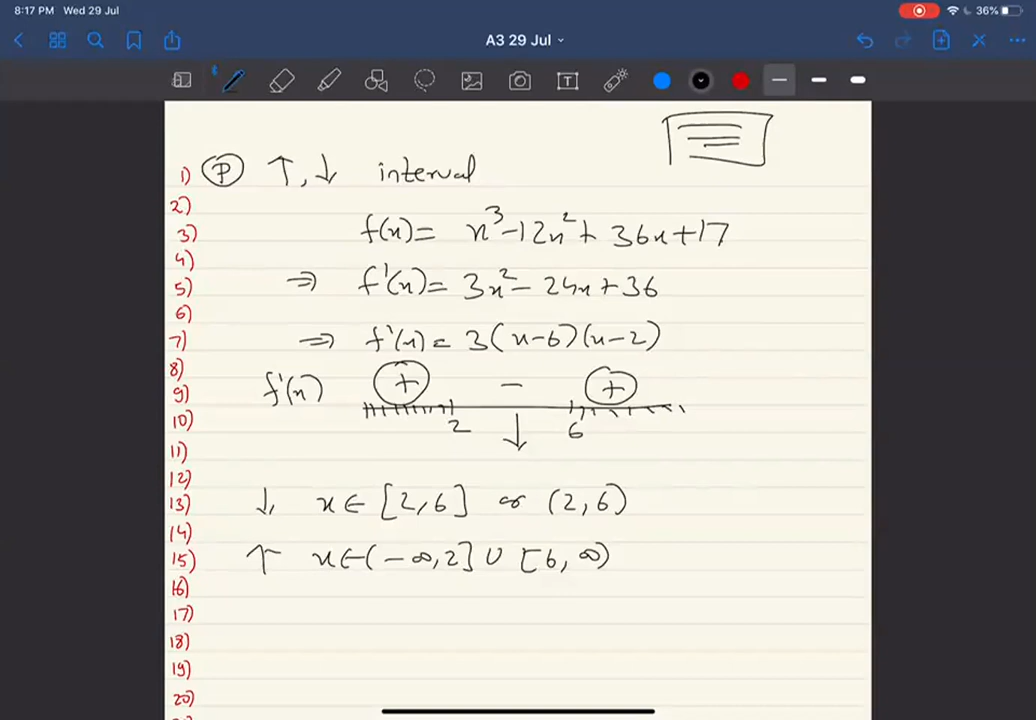 8:17 PM Wed 29 Jul
36%
A3 29 Jul
1) P ↑, ↓ interval
2)
3) f(x) = x³ - 12x² + 36x + 17
4)
5) ⇒ f'(x) = 3x² - 24x + 36
6)
7) ⇒ f'(x) = 3(x-6)(x-2)
8)
9) f'(x) + - +
10) 2 ↓ 6
11)
12)
13) ↓ x ∈ [2,6] or (2,6)
14)
15) ↑ x ∈ (-∞,2] ∪ [6,∞)
16)
17)
18)
19)
20)